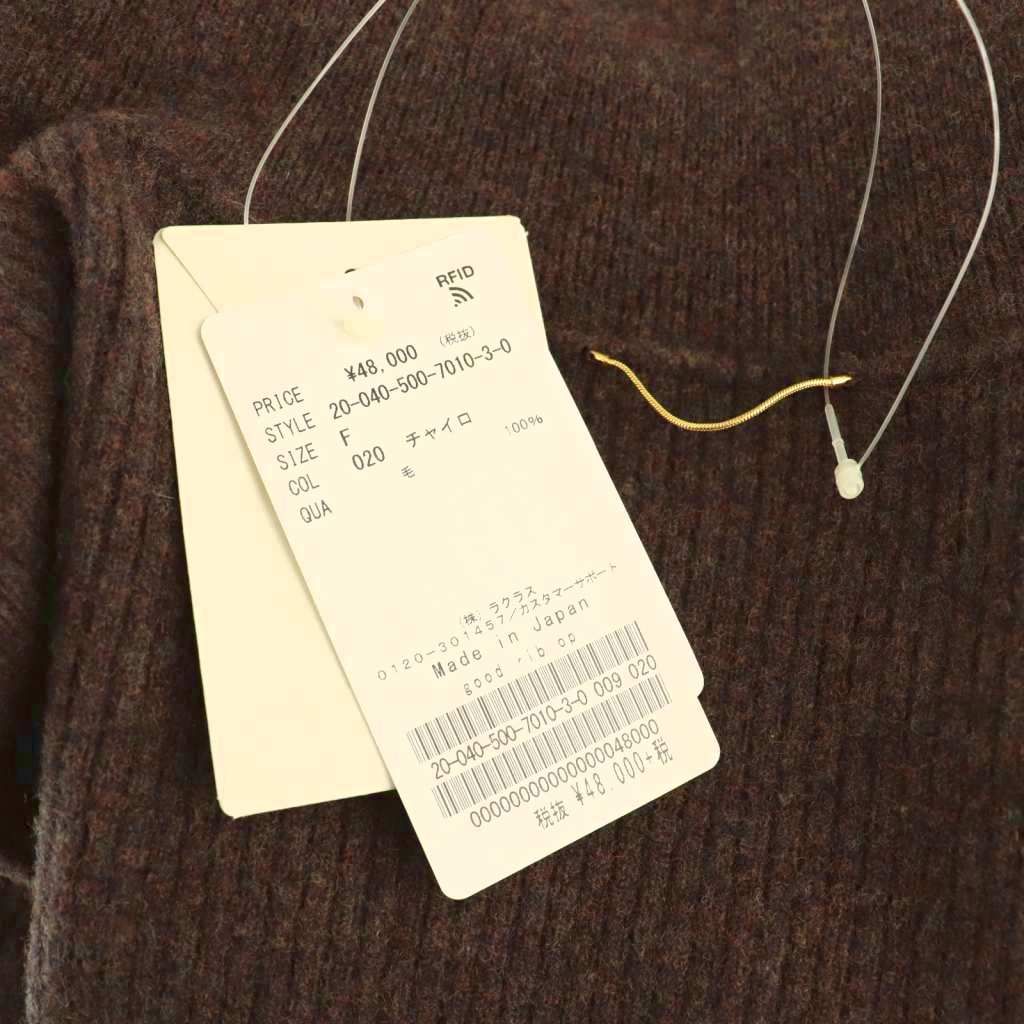 RFID
PRICE ¥48,000 (税抜)
STYLE 20-040-500-7010-3-0
SIZE F
COL 020 チャイロ
QUA 毛 100%
(株) ラクラス
0120-301457/カスタマーサポート
Made in Japan
good rib op
20-040-500-7010-3-0 009 020
0000000000000048000
税抜 ¥48,000+税